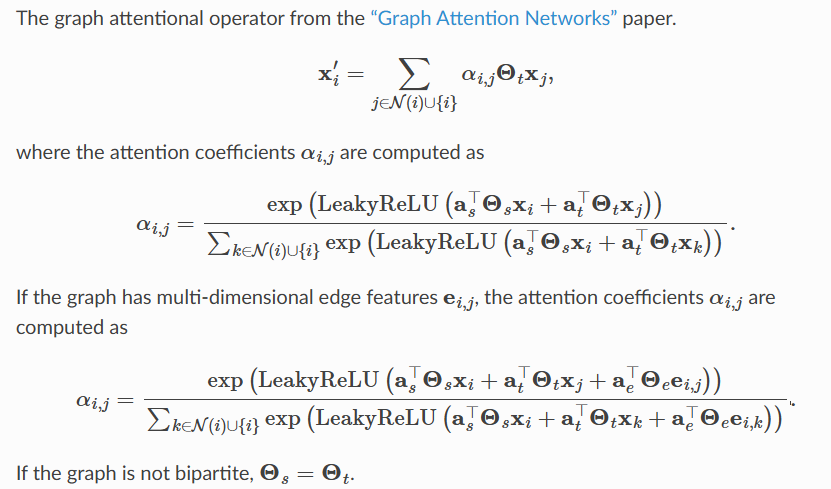 The graph attentional operator from the “Graph Attention Networks” paper.
$$\mathbf{x}'_i = \sum_{j \in \mathcal{N}(i) \cup \{i\}} \alpha_{i,j} \mathbf{\Theta}_t \mathbf{x}_j,$$
where the attention coefficients $\alpha_{i,j}$ are computed as
$$\alpha_{i,j} = \frac{\exp\left(\mathrm{LeakyReLU}\left(\mathbf{a}_s^\top \mathbf{\Theta}_s \mathbf{x}_i + \mathbf{a}_t^\top \mathbf{\Theta}_t \mathbf{x}_j\right)\right)}{\sum_{k \in \mathcal{N}(i) \cup \{i\}} \exp\left(\mathrm{LeakyReLU}\left(\mathbf{a}_s^\top \mathbf{\Theta}_s \mathbf{x}_i + \mathbf{a}_t^\top \mathbf{\Theta}_t \mathbf{x}_k\right)\right)}.$$
If the graph has multi-dimensional edge features $\mathbf{e}_{i,j}$, the attention coefficients $\alpha_{i,j}$ are
computed as
$$\alpha_{i,j} = \frac{\exp\left(\mathrm{LeakyReLU}\left(\mathbf{a}_s^\top \mathbf{\Theta}_s \mathbf{x}_i + \mathbf{a}_t^\top \mathbf{\Theta}_t \mathbf{x}_j + \mathbf{a}_e^\top \mathbf{\Theta}_e \mathbf{e}_{i,j}\right)\right)}{\sum_{k \in \mathcal{N}(i) \cup \{i\}} \exp\left(\mathrm{LeakyReLU}\left(\mathbf{a}_s^\top \mathbf{\Theta}_s \mathbf{x}_i + \mathbf{a}_t^\top \mathbf{\Theta}_t \mathbf{x}_k + \mathbf{a}_e^\top \mathbf{\Theta}_e \mathbf{e}_{i,k}\right)\right)}.$$
If the graph is not bipartite, $\mathbf{\Theta}_s = \mathbf{\Theta}_t$.